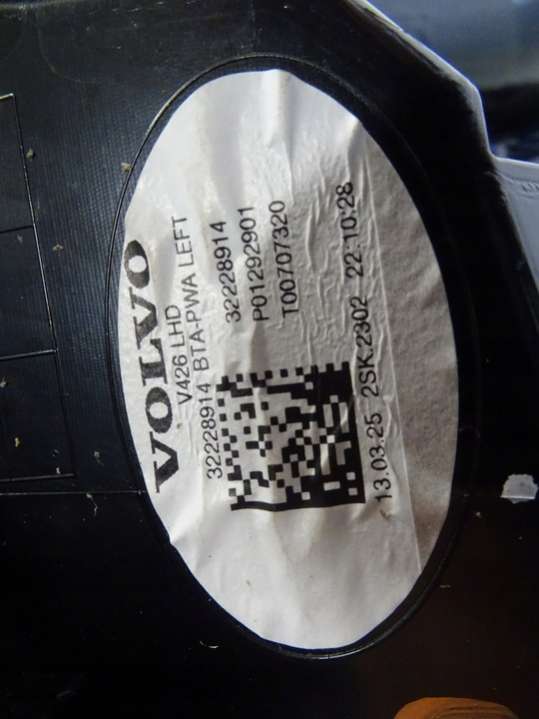 VOLVO
V426 LHD
32228914 BTA-PWA LEFT
32228914
P01292901
T00707320
13.03.25 2SK.2302 22:10:28